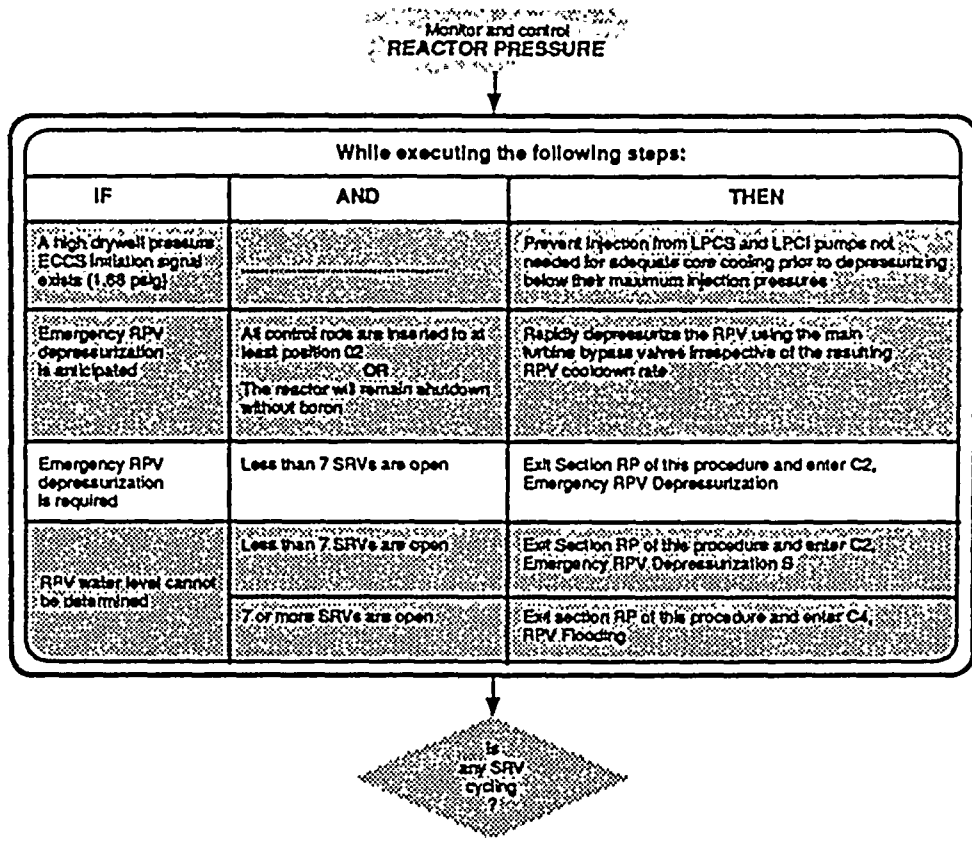 Monitor and control
REACTOR PRESSURE
While executing the following steps:
IF
AND
THEN
A high drywell pressure
ECCS initiation signal
exists (1.68 psig)
Prevent injection from LPCS and LPCI pumps not
needed for adequate core cooling prior to depressurizing
below their maximum injection pressures
Emergency RPV
depressurization
is anticipated
All control rods are inserted to at
least position 02
OR
The reactor will remain shutdown
without boron
Rapidly depressurize the RPV using the main
turbine bypass valves irrespective of the resulting
RPV cooldown rate
Emergency RPV
depressurization
is required
Less than 7 SRVs are open
Exit Section RP of this procedure and enter C2,
Emergency RPV Depressurization
RPV water level cannot
be determined
Less than 7 SRVs are open
Exit Section RP of this procedure and enter C2,
Emergency RPV Depressurization S
7 or more SRVs are open
Exit section RP of this procedure and enter C4,
RPV Flooding
Is
any SRV
cycling
?